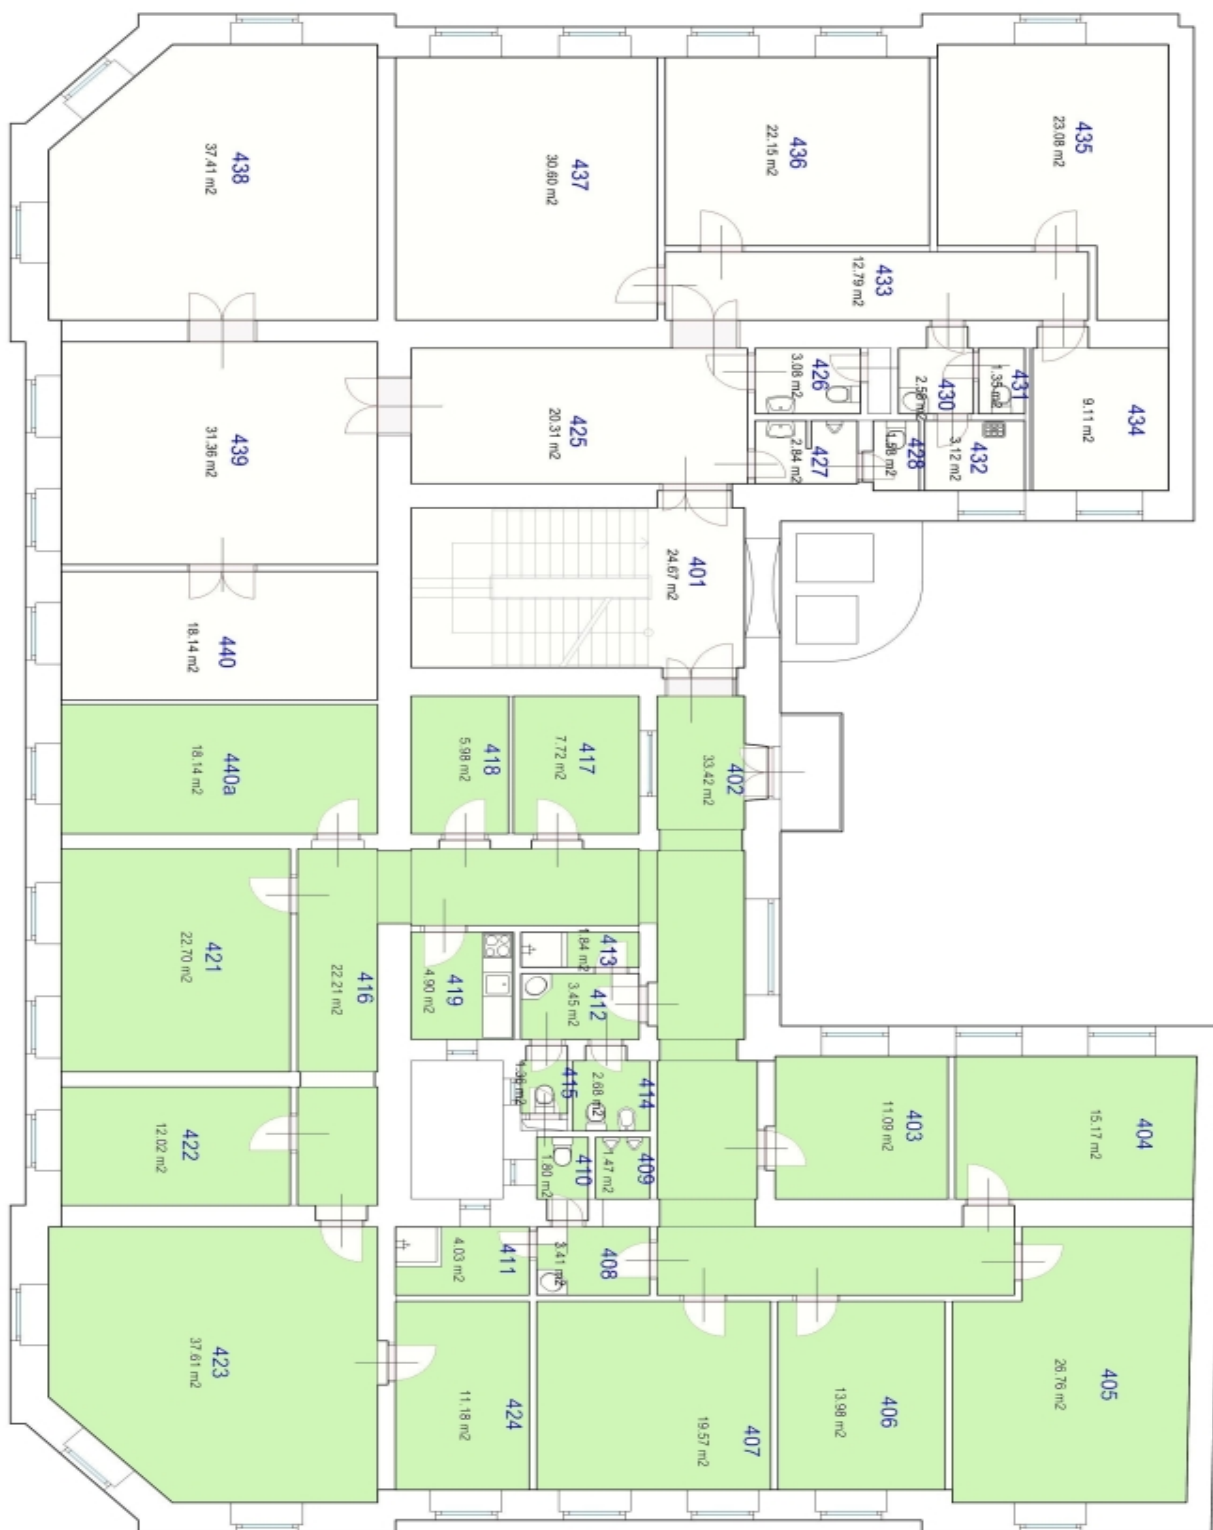 438
37.41 m2
437
30.60 m2
436
22.15 m2
435
23.08 m2
433
12.79 m2
439
31.36 m2
425
20.31 m2
426
3.08 m2
427
2.84 m2
428
1.58 m2
430
2.58 m2
431
1.35 m2
432
3.12 m2
434
9.11 m2
401
24.67 m2
440
18.14 m2
440a
18.14 m2
418
5.98 m2
417
7.72 m2
402
33.42 m2
421
22.70 m2
416
22.21 m2
419
4.90 m2
413
1.84 m2
412
3.45 m2
415
1.36 m2
414
2.68 m2
403
11.09 m2
404
15.17 m2
422
12.02 m2
410
1.80 m2
409
1.47 m2
411
4.03 m2
408
3.41 m2
423
37.61 m2
424
11.18 m2
407
19.57 m2
406
13.98 m2
405
26.76 m2